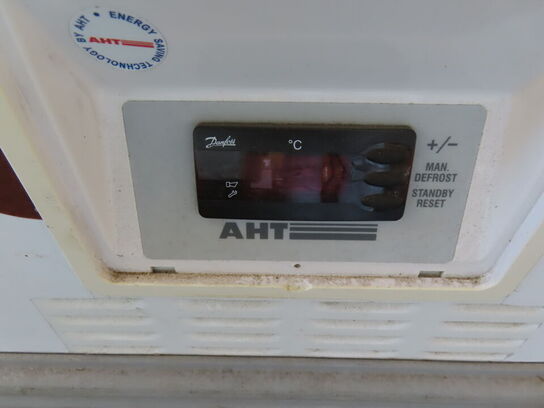 ENERGY SAVING TECHNOLOGY BY AHT •
AHT
Danfoss
°C
+/−
MAN.
DEFROST
STANDBY
RESET
AHT